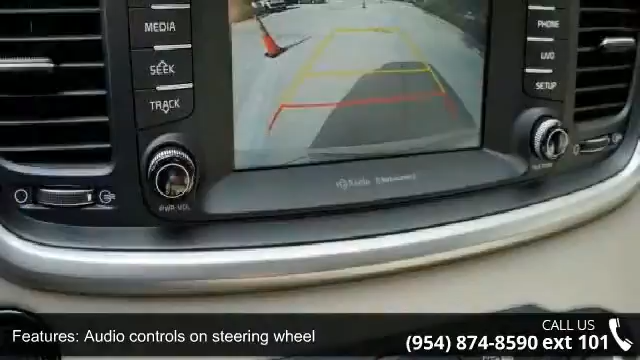 MEDIA
SEEK
TRACK
PHONE
UVO
SETUP
PWR·VOL
Features: Audio controls on steering wheel
CALL US
(954) 874-8590 ext 101